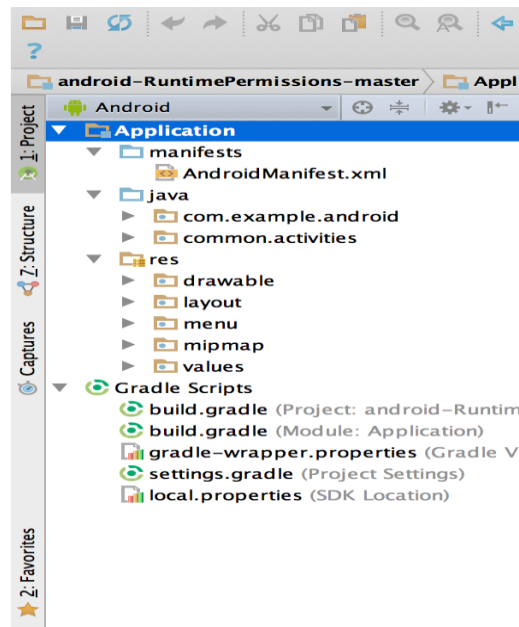 ?
android-RuntimePermissions-master
Appl
Android
1: Project
Application
manifests
AndroidManifest.xml
java
com.example.android
common.activities
7: Structure
res
drawable
layout
menu
mipmap
values
Captures
Gradle Scripts
build.gradle (Project: android-Runtim
build.gradle (Module: Application)
gradle-wrapper.properties (Gradle V
settings.gradle (Project Settings)
local.properties (SDK Location)
2: Favorites